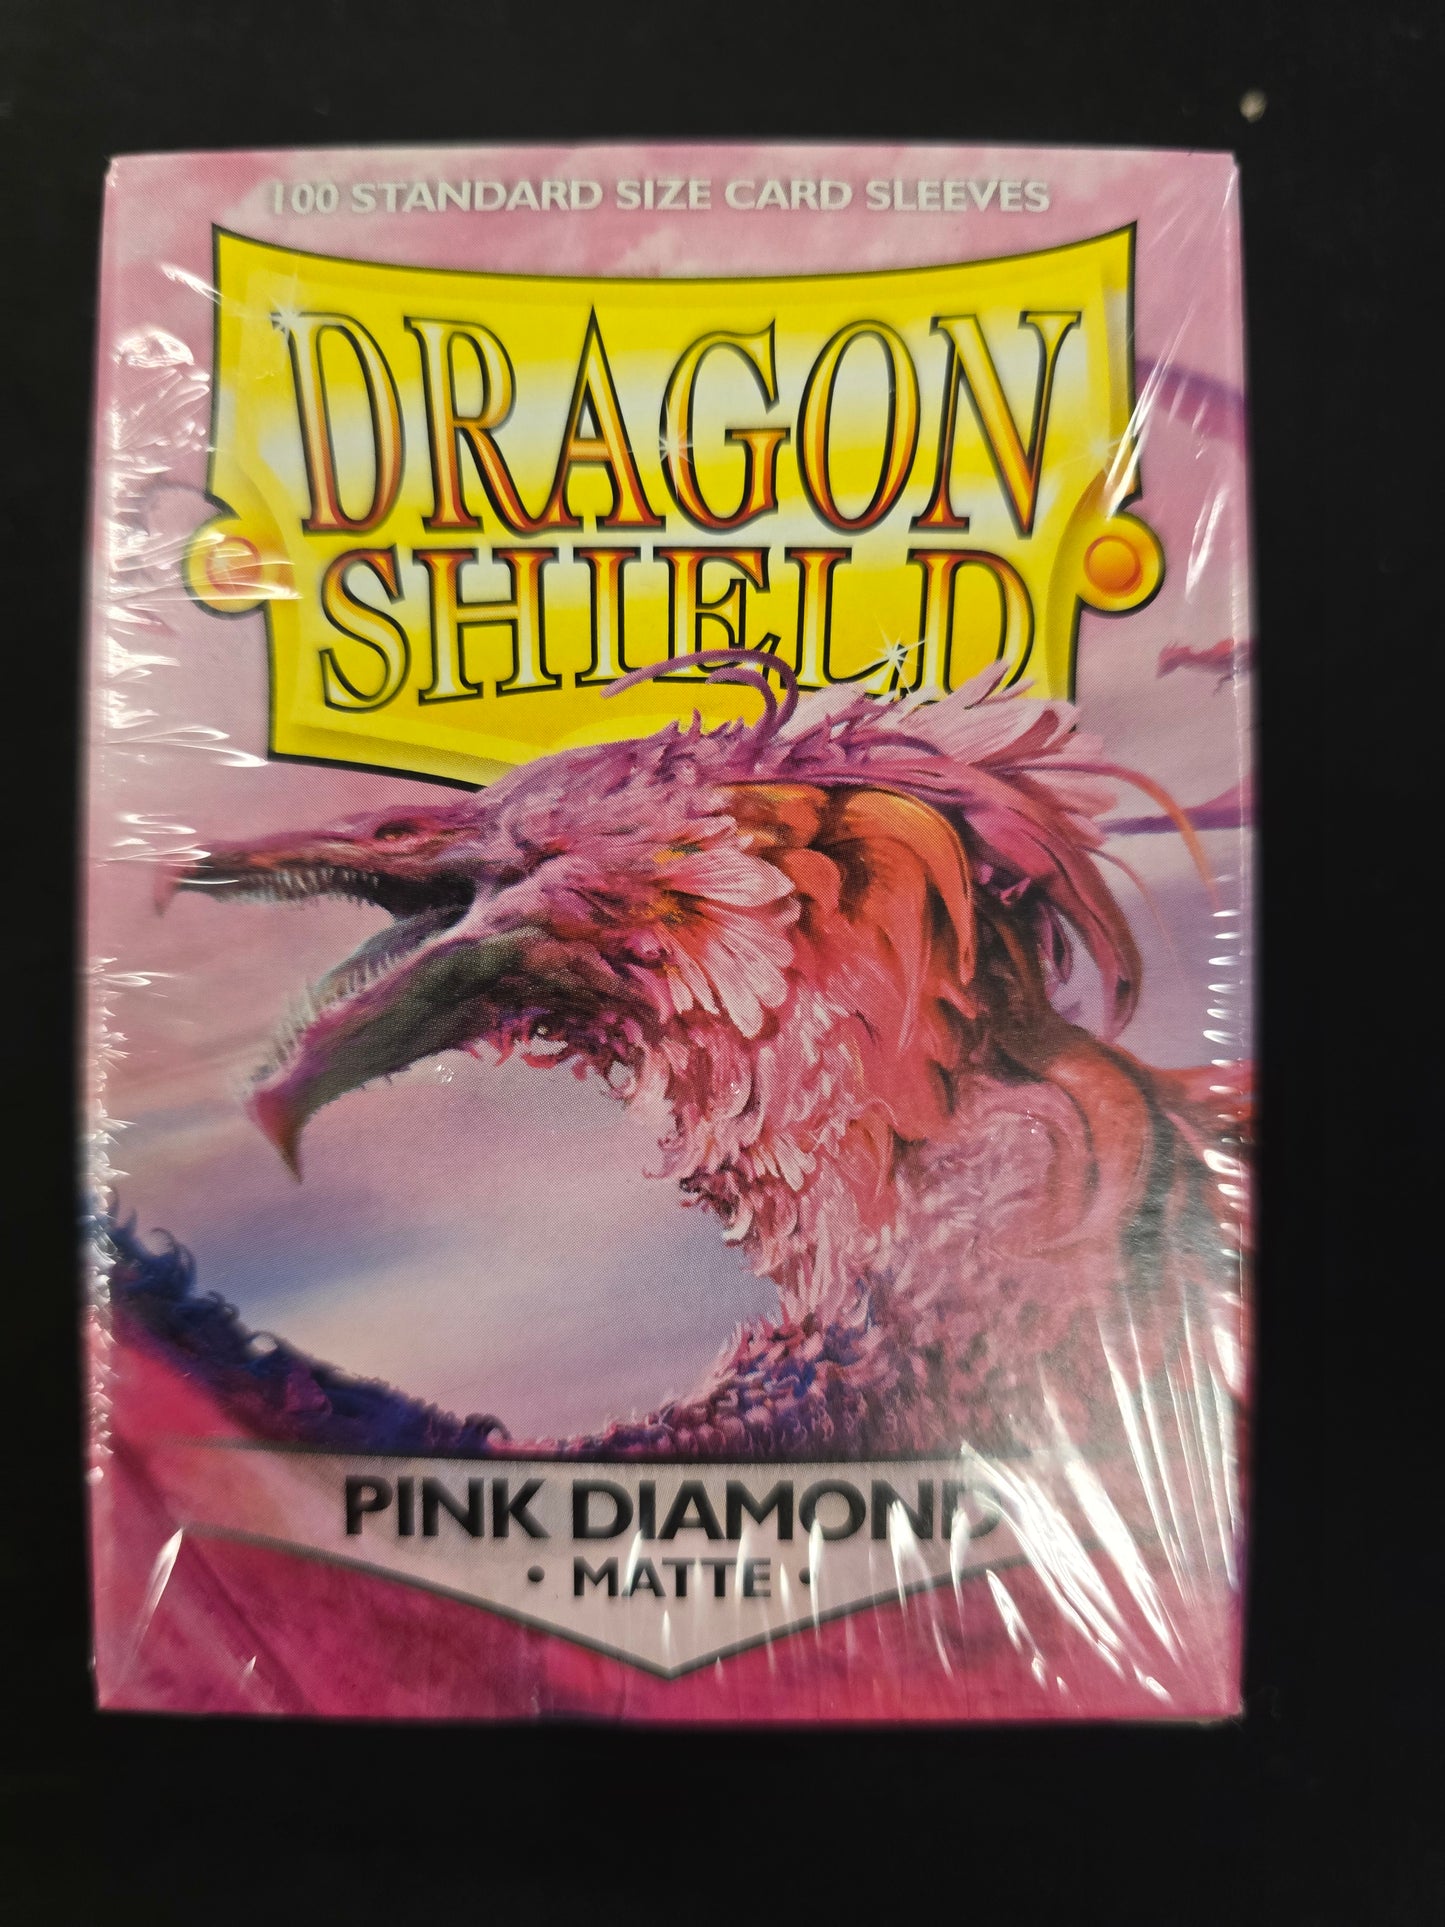 100 STANDARD SIZE CARD SLEEVES
DRAGON
SHIELD
PINK DIAMOND
• MATTE •